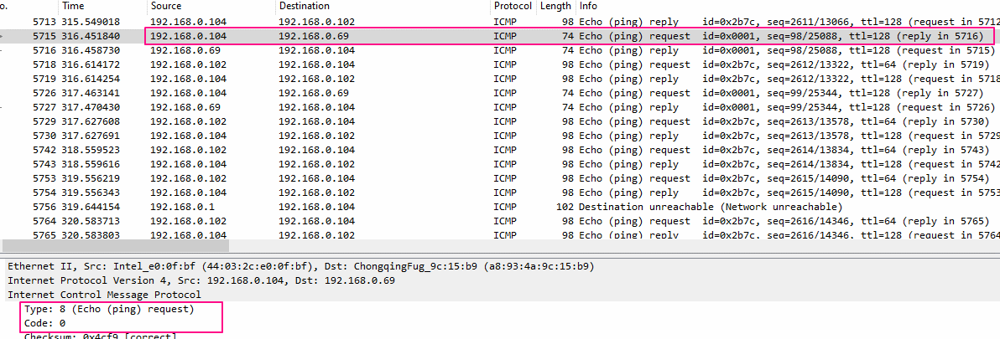 o. Time Source Destination Protocol Length Info
5713 315.549018 192.168.0.104 192.168.0.102 ICMP 98 Echo (ping) reply id=0x2b7c, seq=2611/13066, ttl=128 (request in 5712
5715 316.451840 192.168.0.104 192.168.0.69 ICMP 74 Echo (ping) request id=0x0001, seq=98/25088, ttl=128 (reply in 5716)
5716 316.458730 192.168.0.69 192.168.0.104 ICMP 74 Echo (ping) reply id=0x0001, seq=98/25088, ttl=128 (request in 5715)
5718 316.614172 192.168.0.102 192.168.0.104 ICMP 98 Echo (ping) request id=0x2b7c, seq=2612/13322, ttl=64 (reply in 5719)
5719 316.614254 192.168.0.104 192.168.0.102 ICMP 98 Echo (ping) reply id=0x2b7c, seq=2612/13322, ttl=128 (request in 5718
5726 317.463141 192.168.0.104 192.168.0.69 ICMP 74 Echo (ping) request id=0x0001, seq=99/25344, ttl=128 (reply in 5727)
5727 317.470430 192.168.0.69 192.168.0.104 ICMP 74 Echo (ping) reply id=0x0001, seq=99/25344, ttl=128 (request in 5726)
5729 317.627608 192.168.0.102 192.168.0.104 ICMP 98 Echo (ping) request id=0x2b7c, seq=2613/13578, ttl=64 (reply in 5730)
5730 317.627691 192.168.0.104 192.168.0.102 ICMP 98 Echo (ping) reply id=0x2b7c, seq=2613/13578, ttl=128 (request in 5729
5742 318.559523 192.168.0.102 192.168.0.104 ICMP 98 Echo (ping) request id=0x2b7c, seq=2614/13834, ttl=64 (reply in 5743)
5743 318.559616 192.168.0.104 192.168.0.102 ICMP 98 Echo (ping) reply id=0x2b7c, seq=2614/13834, ttl=128 (request in 5742
5753 319.556219 192.168.0.102 192.168.0.104 ICMP 98 Echo (ping) request id=0x2b7c, seq=2615/14090, ttl=64 (reply in 5754)
5754 319.556343 192.168.0.104 192.168.0.102 ICMP 98 Echo (ping) reply id=0x2b7c, seq=2615/14090, ttl=128 (request in 5753
5756 319.644154 192.168.0.1 192.168.0.104 ICMP 102 Destination unreachable (Network unreachable)
5764 320.583713 192.168.0.102 192.168.0.104 ICMP 98 Echo (ping) request id=0x2b7c, seq=2616/14346, ttl=64 (reply in 5765)
5765 320.583803 192.168.0.104 192.168.0.102 ICMP 98 Echo (ping) reply id=0x2b7c, seq=2616/14346, ttl=128 (request in 5764
Ethernet II, Src: Intel_e0:0f:bf (44:03:2c:e0:0f:bf), Dst: ChongqingFug_9c:15:b9 (a8:93:4a:9c:15:b9)
Internet Protocol Version 4, Src: 192.168.0.104, Dst: 192.168.0.69
Internet Control Message Protocol
Type: 8 (Echo (ping) request)
Code: 0
Checksum: 0x4cf9 [correct]